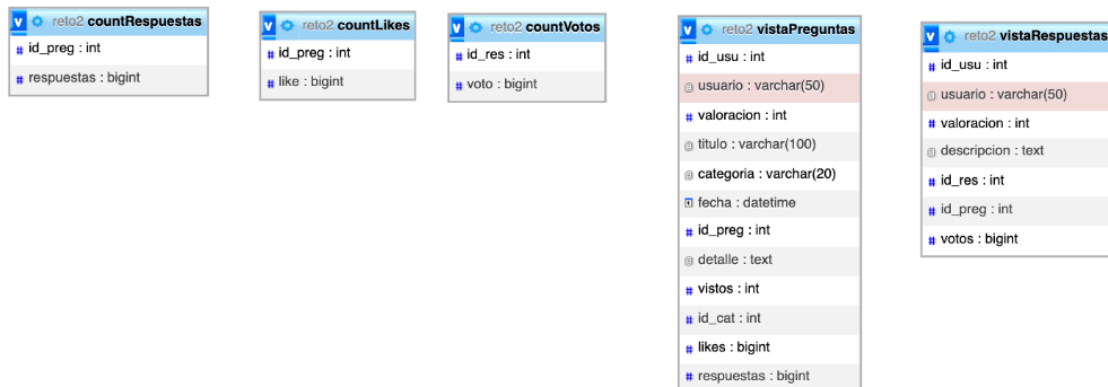 reto2 countRespuestas
id_preg : int
respuestas : bigint
reto2 countLikes
id_preg : int
like : bigint
reto2 countVotos
id_res : int
voto : bigint
reto2 vistaPreguntas
id_usu : int
usuario : varchar(50)
valoracion : int
titulo : varchar(100)
categoria : varchar(20)
fecha : datetime
id_preg : int
detalle : text
vistos : int
id_cat : int
likes : bigint
respuestas : bigint
reto2 vistaRespuestas
id_usu : int
usuario : varchar(50)
valoracion : int
descripcion : text
id_res : int
id_preg : int
votos : bigint